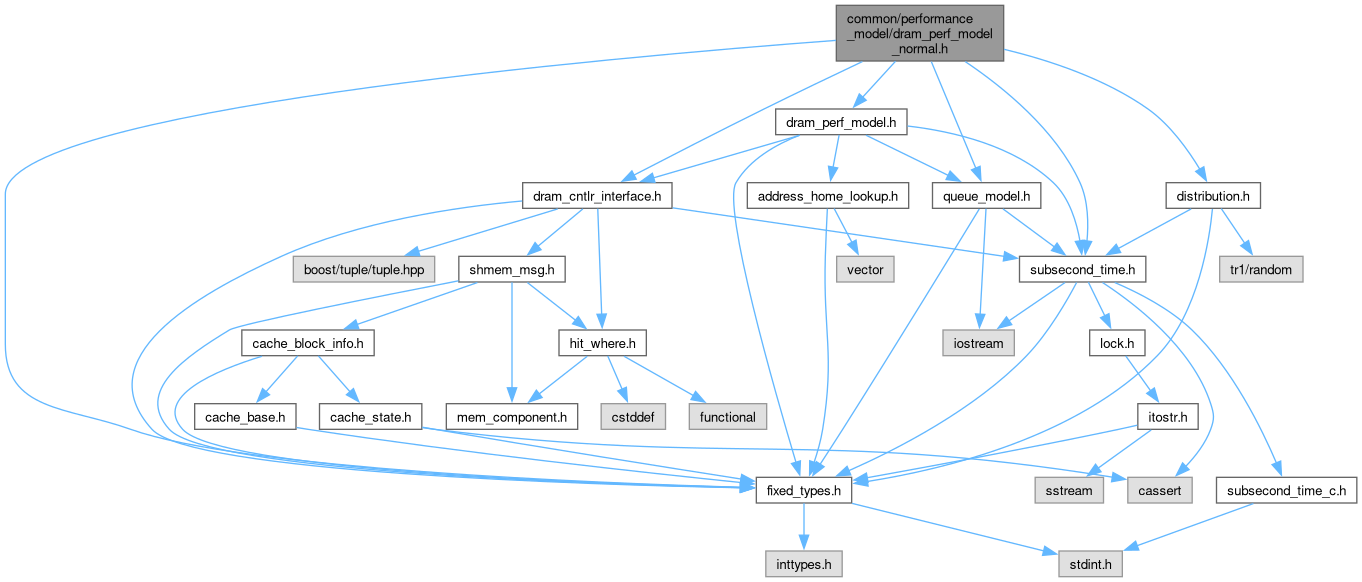 common/performance
_model/dram_perf_model
_normal.h
dram_perf_model.h
dram_cntlr_interface.h
address_home_lookup.h
queue_model.h
distribution.h
boost/tuple/tuple.hpp
shmem_msg.h
vector
subsecond_time.h
tr1/random
cache_block_info.h
hit_where.h
iostream
lock.h
cache_base.h
cache_state.h
mem_component.h
cstddef
functional
itostr.h
fixed_types.h
sstream
cassert
subsecond_time_c.h
inttypes.h
stdint.h